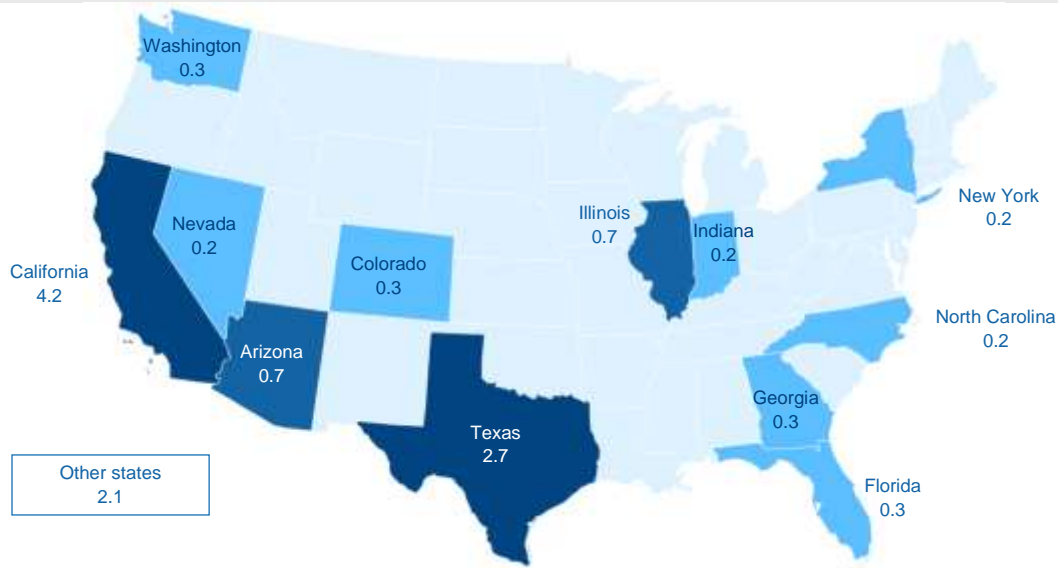 Washington
0.3
Nevada
0.2
California
4.2
Colorado
0.3
Arizona
0.7
Texas
2.7
Illinois
0.7
Indiana
0.2
New York
0.2
North Carolina
0.2
Georgia
0.3
Florida
0.3
Other states
2.1